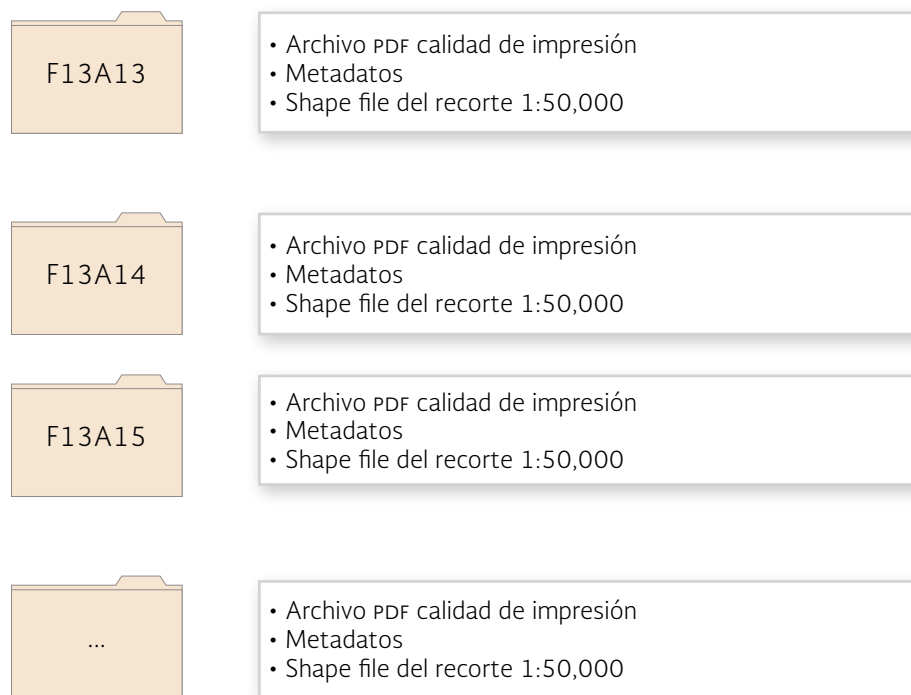 F13A13
• Archivo PDF calidad de impresión
• Metadatos
• Shape file del recorte 1:50,000
F13A14
• Archivo PDF calidad de impresión
• Metadatos
• Shape file del recorte 1:50,000
F13A15
• Archivo PDF calidad de impresión
• Metadatos
• Shape file del recorte 1:50,000
...
• Archivo PDF calidad de impresión
• Metadatos
• Shape file del recorte 1:50,000